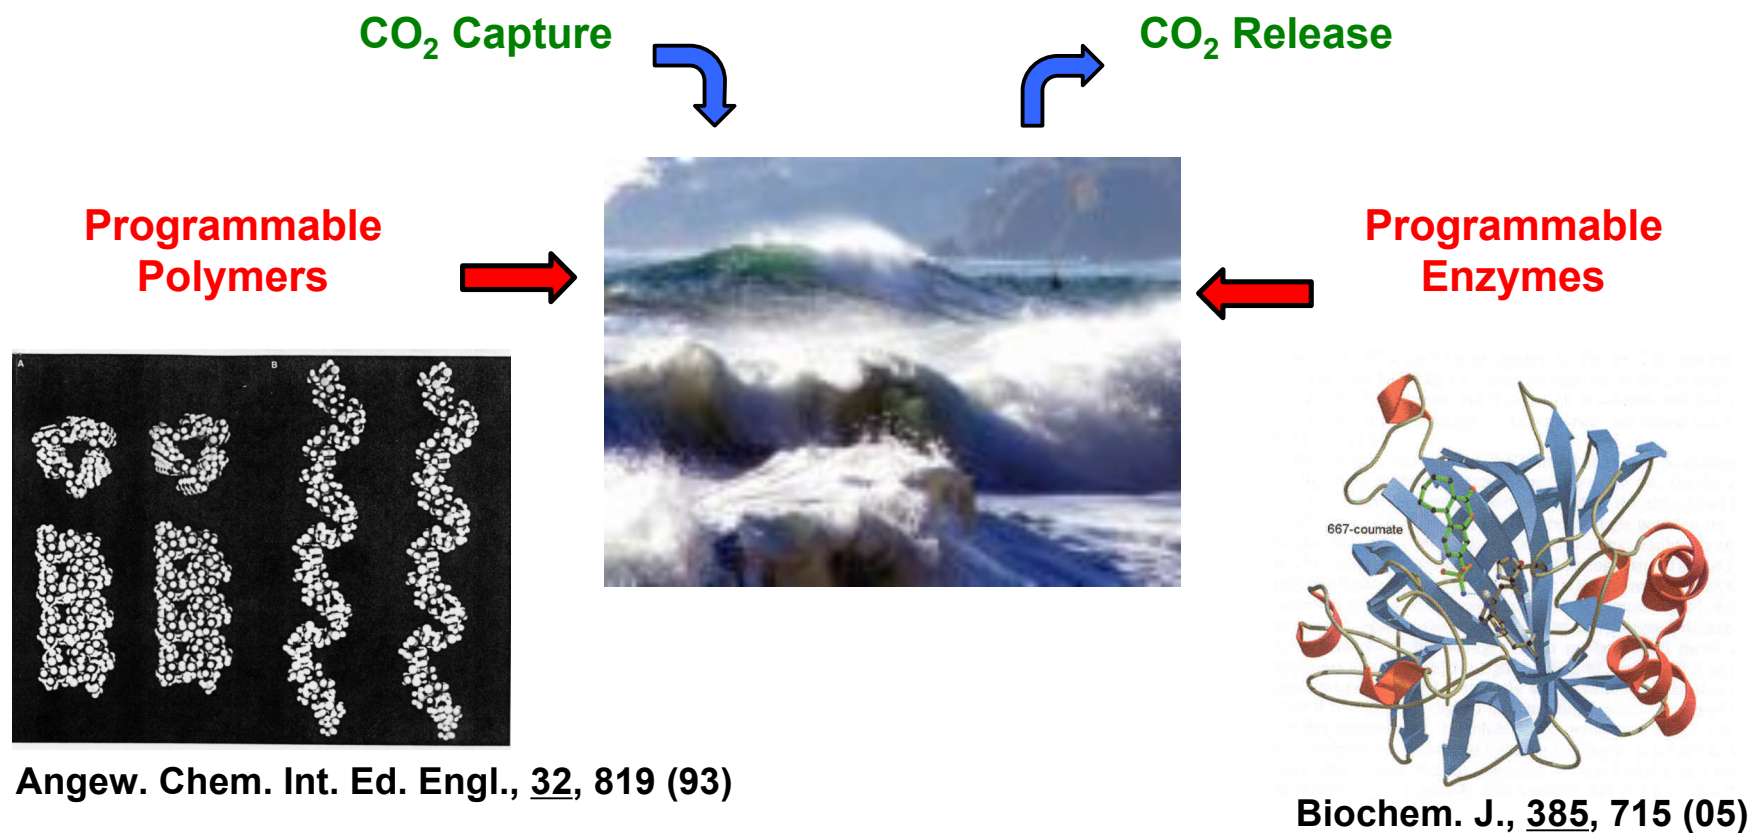 CO₂ Capture
CO₂ Release
Programmable
Polymers
Programmable
Enzymes
A
B
667-coumate
Angew. Chem. Int. Ed. Engl., 32, 819 (93)
Biochem. J., 385, 715 (05)